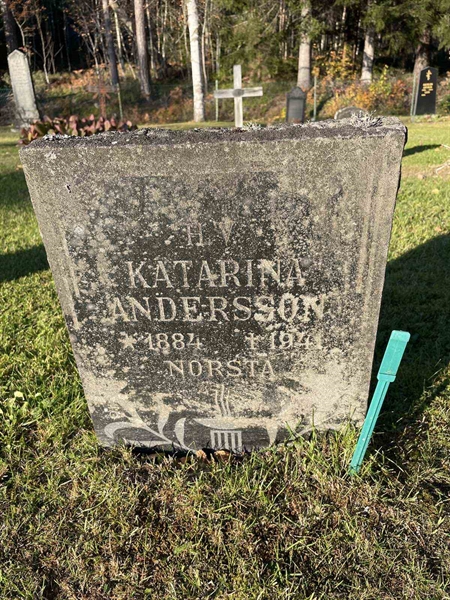 H. V.
KATARINA
ANDERSSON
* 1884 † 1941
NORSTA